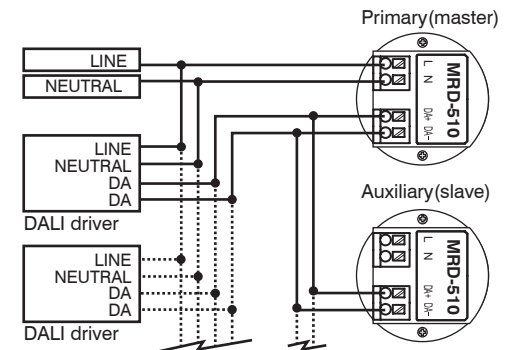 Primary(master)
LINE
NEUTRAL
L
N
DA+
DA-
MRD-510
LINE
NEUTRAL
DA
DA
DALI driver
Auxiliary(slave)
L
N
DA+
DA-
MRD-510
LINE
NEUTRAL
DA
DA
DALI driver